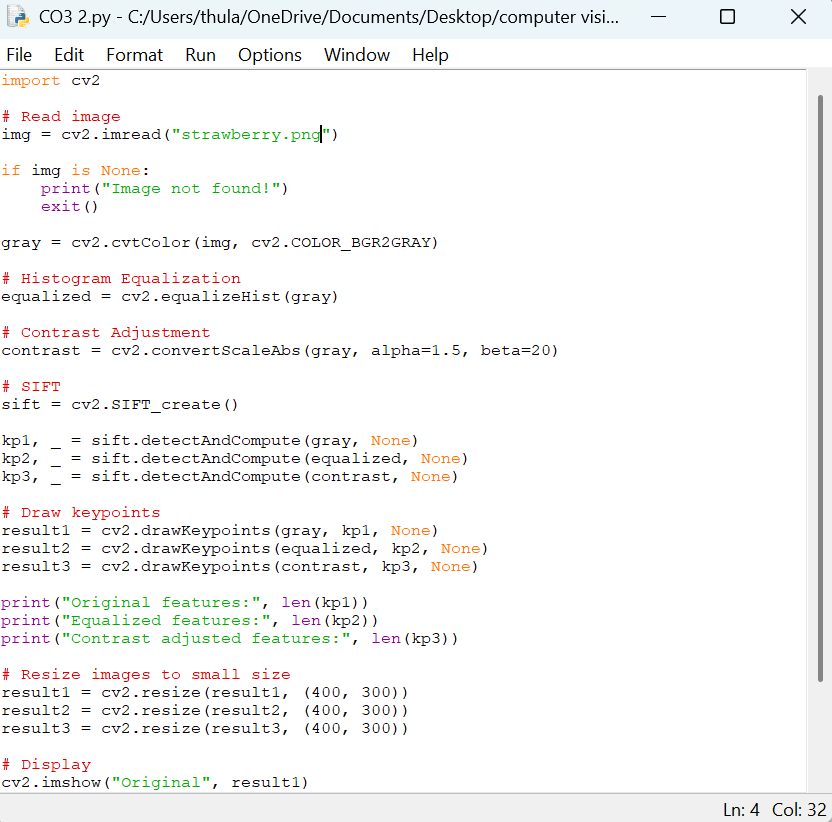 CO3 2.py - C:/Users/thula/OneDrive/Documents/Desktop/computer visi...
File Edit Format Run Options Window Help
import cv2

# Read image
img = cv2.imread("strawberry.png")

if img is None:
    print("Image not found!")
    exit()

gray = cv2.cvtColor(img, cv2.COLOR_BGR2GRAY)

# Histogram Equalization
equalized = cv2.equalizeHist(gray)

# Contrast Adjustment
contrast = cv2.convertScaleAbs(gray, alpha=1.5, beta=20)

# SIFT
sift = cv2.SIFT_create()

kp1, _ = sift.detectAndCompute(gray, None)
kp2, _ = sift.detectAndCompute(equalized, None)
kp3, _ = sift.detectAndCompute(contrast, None)

# Draw keypoints
result1 = cv2.drawKeypoints(gray, kp1, None)
result2 = cv2.drawKeypoints(equalized, kp2, None)
result3 = cv2.drawKeypoints(contrast, kp3, None)

print("Original features:", len(kp1))
print("Equalized features:", len(kp2))
print("Contrast adjusted features:", len(kp3))

# Resize images to small size
result1 = cv2.resize(result1, (400, 300))
result2 = cv2.resize(result2, (400, 300))
result3 = cv2.resize(result3, (400, 300))

# Display
cv2.imshow("Original", result1)
Ln: 4 Col: 32